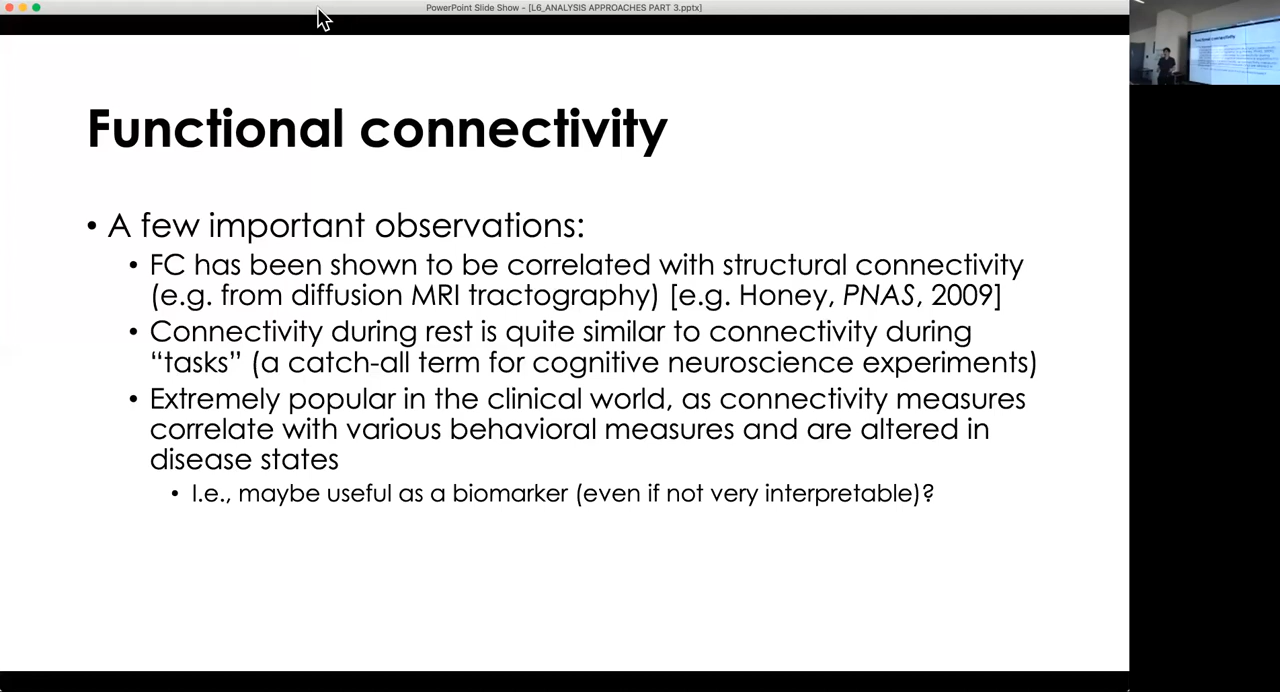 PowerPoint Slide Show - [L6_ANALYSIS APPROACHES PART 3.pptx]
Functional connectivity
• A few important observations:
• FC has been shown to be correlated with structural connectivity
(e.g. from diffusion MRI tractography) [e.g. Honey, PNAS, 2009]
• Connectivity during rest is quite similar to connectivity during
“tasks” (a catch-all term for cognitive neuroscience experiments)
• Extremely popular in the clinical world, as connectivity measures
correlate with various behavioral measures and are altered in
disease states
• I.e., maybe useful as a biomarker (even if not very interpretable)?